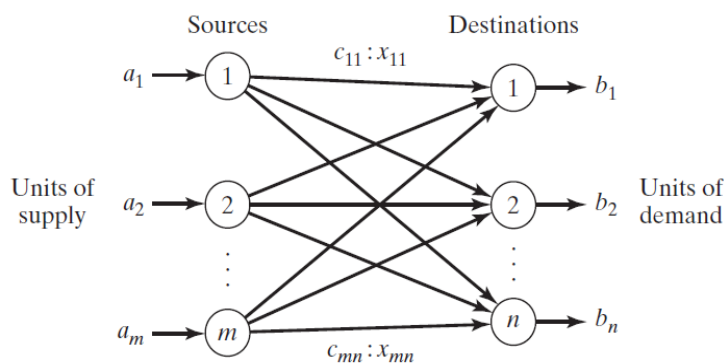 Sources Destinations
c11 : x11
a1 1 1 b1
Units of supply a2 2 2 b2 Units of demand
⋮ ⋮
am m n bn
cmn : xmn